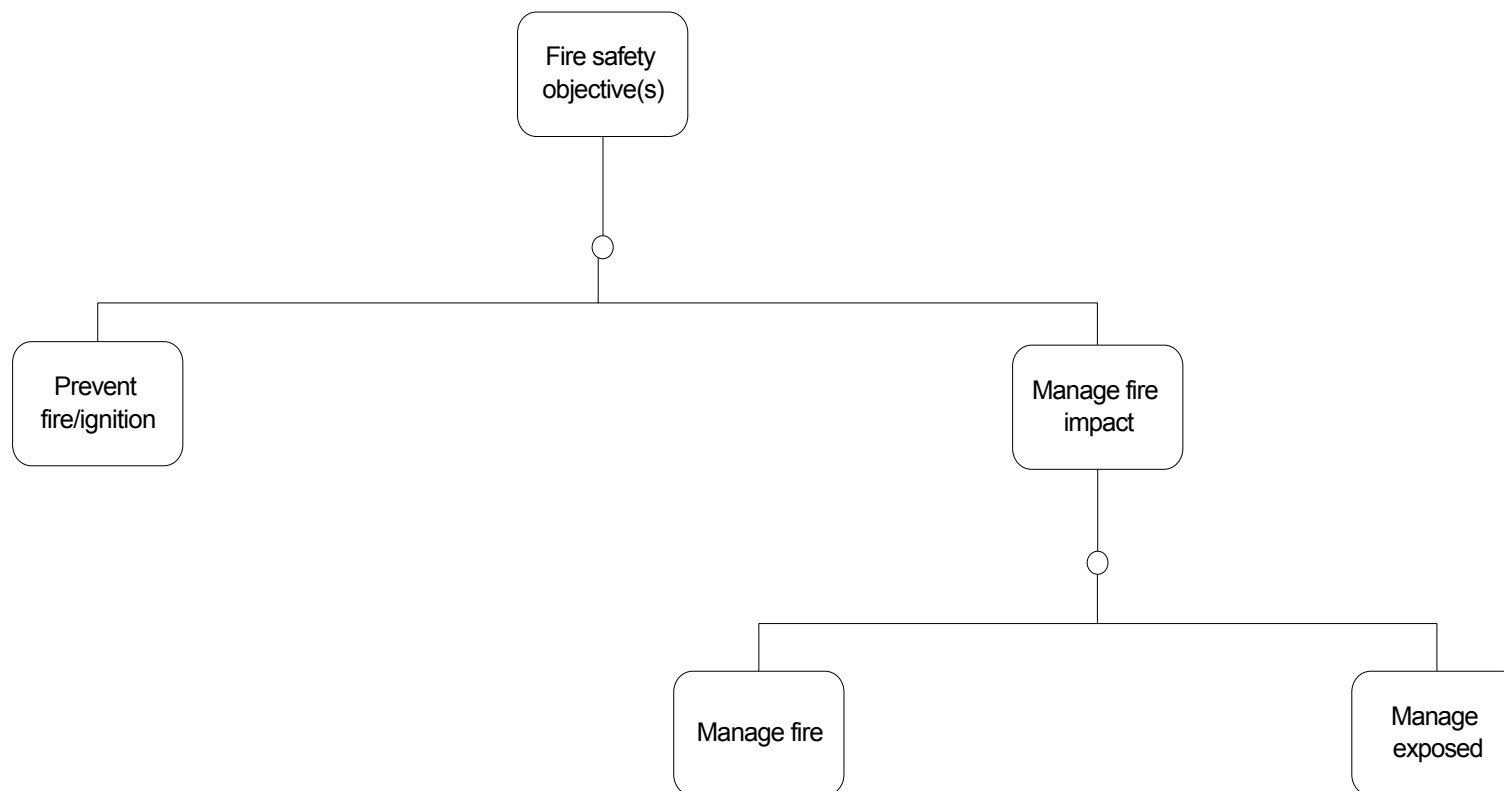 Fire safety
objective(s)
Prevent
fire/ignition
Manage fire
impact
Manage fire
Manage
exposed